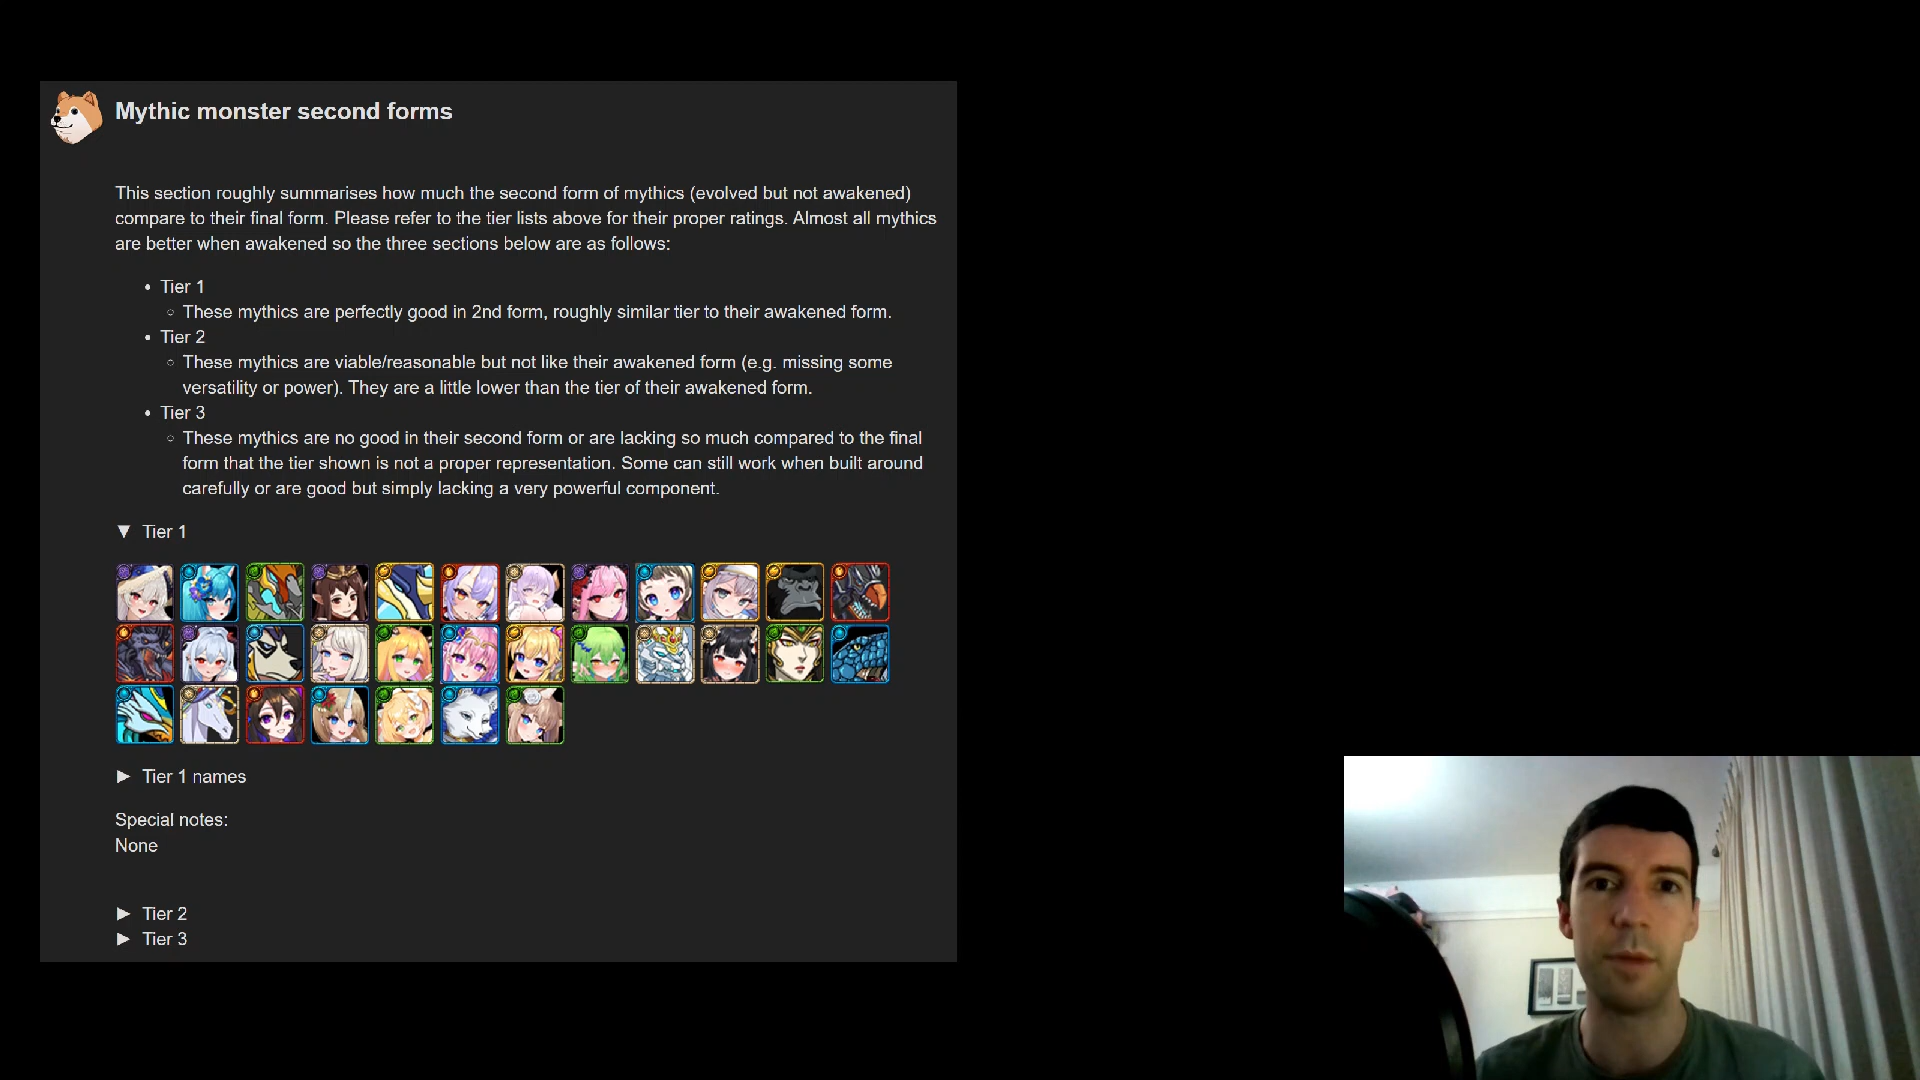 Mythic monster second forms
This section roughly summarises how much the second form of mythics (evolved but not awakened)
compare to their final form. Please refer to the tier lists above for their proper ratings. Almost all mythics
are better when awakened so the three sections below are as follows:
• Tier 1
○ These mythics are perfectly good in 2nd form, roughly similar tier to their awakened form.
• Tier 2
○ These mythics are viable/reasonable but not like their awakened form (e.g. missing some
versatility or power). They are a little lower than the tier of their awakened form.
• Tier 3
○ These mythics are no good in their second form or are lacking so much compared to the final
form that the tier shown is not a proper representation. Some can still work when built around
carefully or are good but simply lacking a very powerful component.
▼ Tier 1
▶ Tier 1 names
Special notes:
None
▶ Tier 2
▶ Tier 3